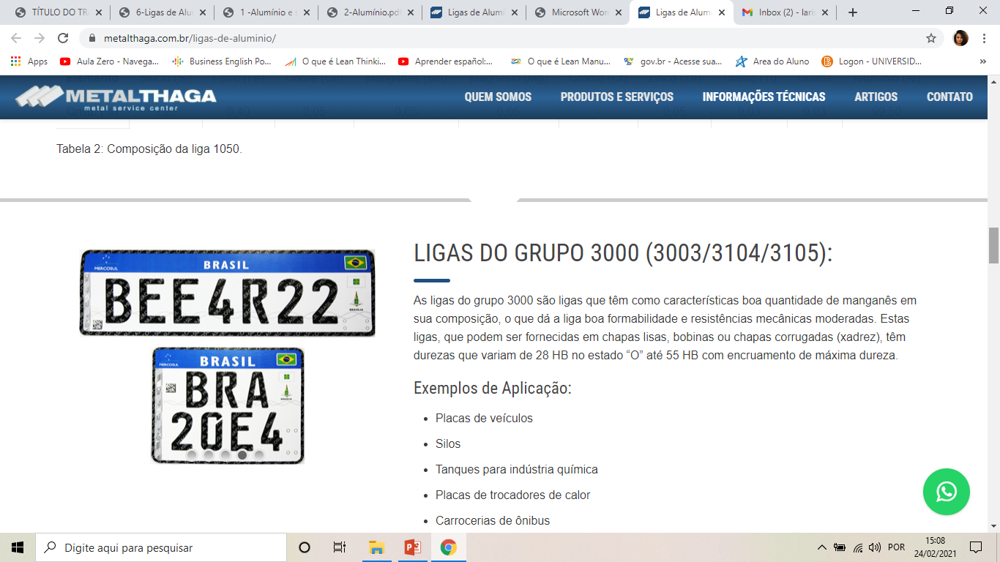 TÍTULO DO TR
6-Ligas de Alu
1 -Alumínio e
2-Alumínio.pd
Ligas de Alumí
Microsoft Wor
Ligas de Alum
Inbox (2) - lari
metalthaga.com.br/ligas-de-aluminio/
Apps
Aula Zero - Navega...
Business English Po...
O que é Lean Thinki...
Aprender español:...
O que é Lean Manu...
gov.br - Acesse sua...
Area do Aluno
Logon - UNIVERSID...
»
METALTHAGA
metal service center
QUEM SOMOS
PRODUTOS E SERVIÇOS
INFORMAÇÕES TÉCNICAS
ARTIGOS
CONTATO
Tabela 2: Composição da liga 1050.
MERCOSUL
BRASIL
BEE4R22
BRASÍLIA
MERCOSUL
BRASIL
BRA
20E4
BRASÍLIA
LIGAS DO GRUPO 3000 (3003/3104/3105):
As ligas do grupo 3000 são ligas que têm como características boa quantidade de manganês em
sua composição, o que dá a liga boa formabilidade e resistências mecânicas moderadas. Estas
ligas, que podem ser fornecidas em chapas lisas, bobinas ou chapas corrugadas (xadrez), têm
durezas que variam de 28 HB no estado “O” até 55 HB com encruamento de máxima dureza.
Exemplos de Aplicação:
• Placas de veículos
• Silos
• Tanques para indústria química
• Placas de trocadores de calor
• Carrocerias de ônibus
Digite aqui para pesquisar
POR
15:08
24/02/2021